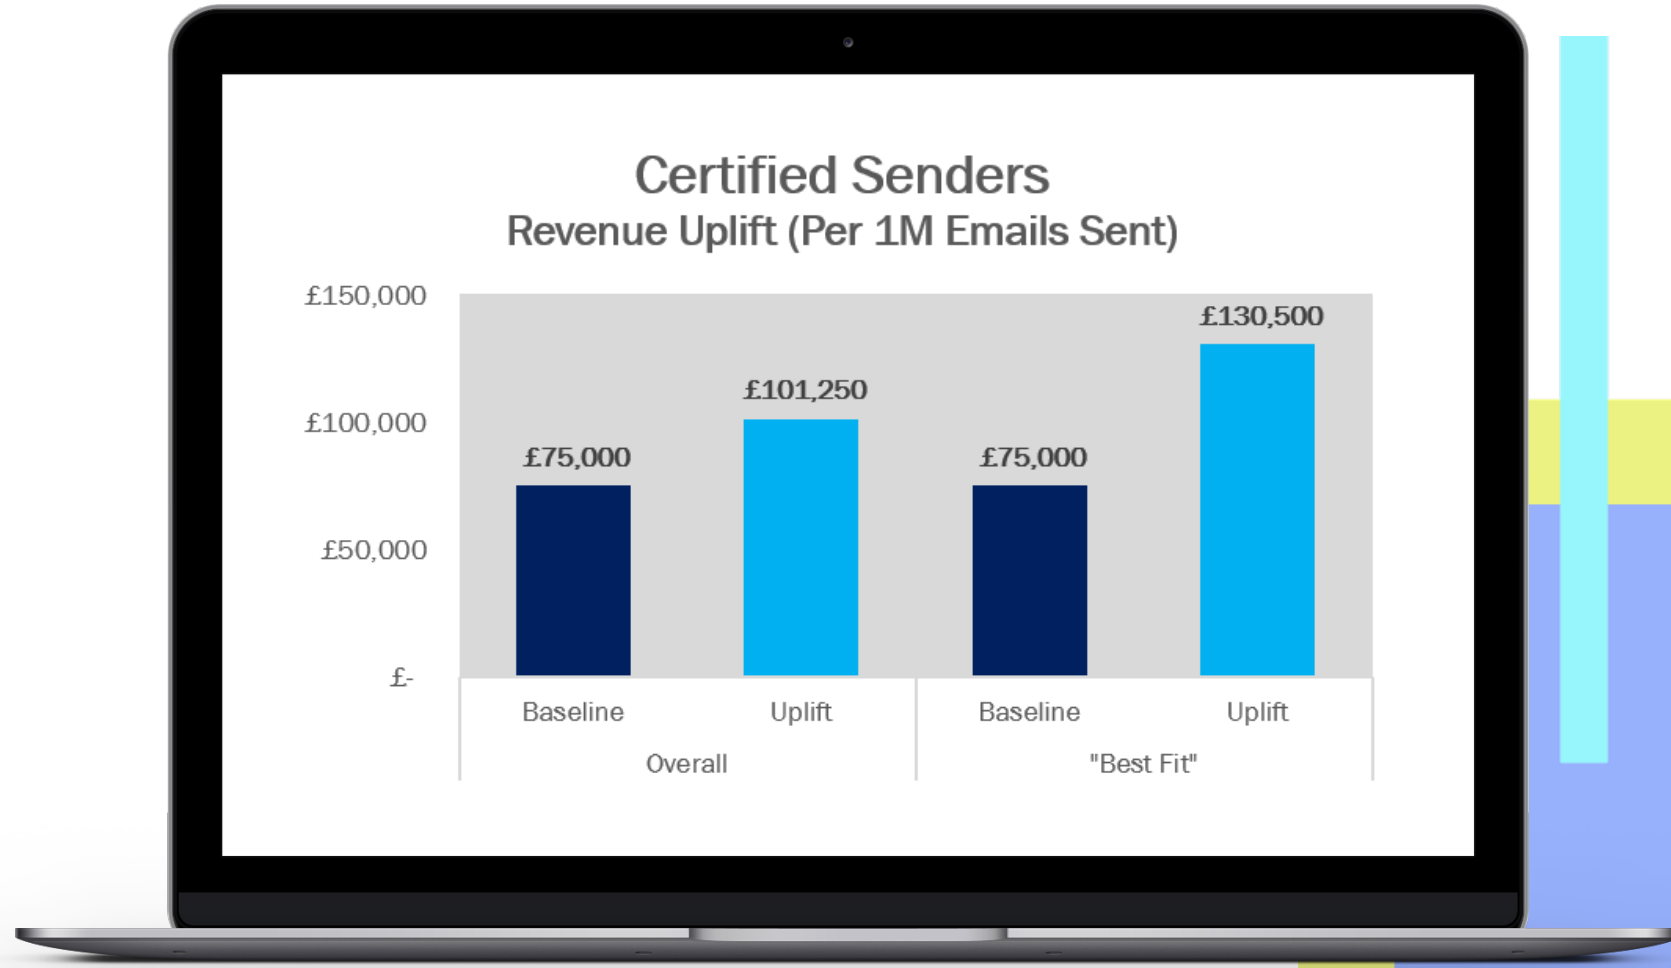 Certified Senders
Revenue Uplift (Per 1M Emails Sent)
£150,000
£130,500
£101,250
£100,000
£75,000
£75,000
£50,000
£-
Baseline
Uplift
Baseline
Uplift
Overall
"Best Fit"